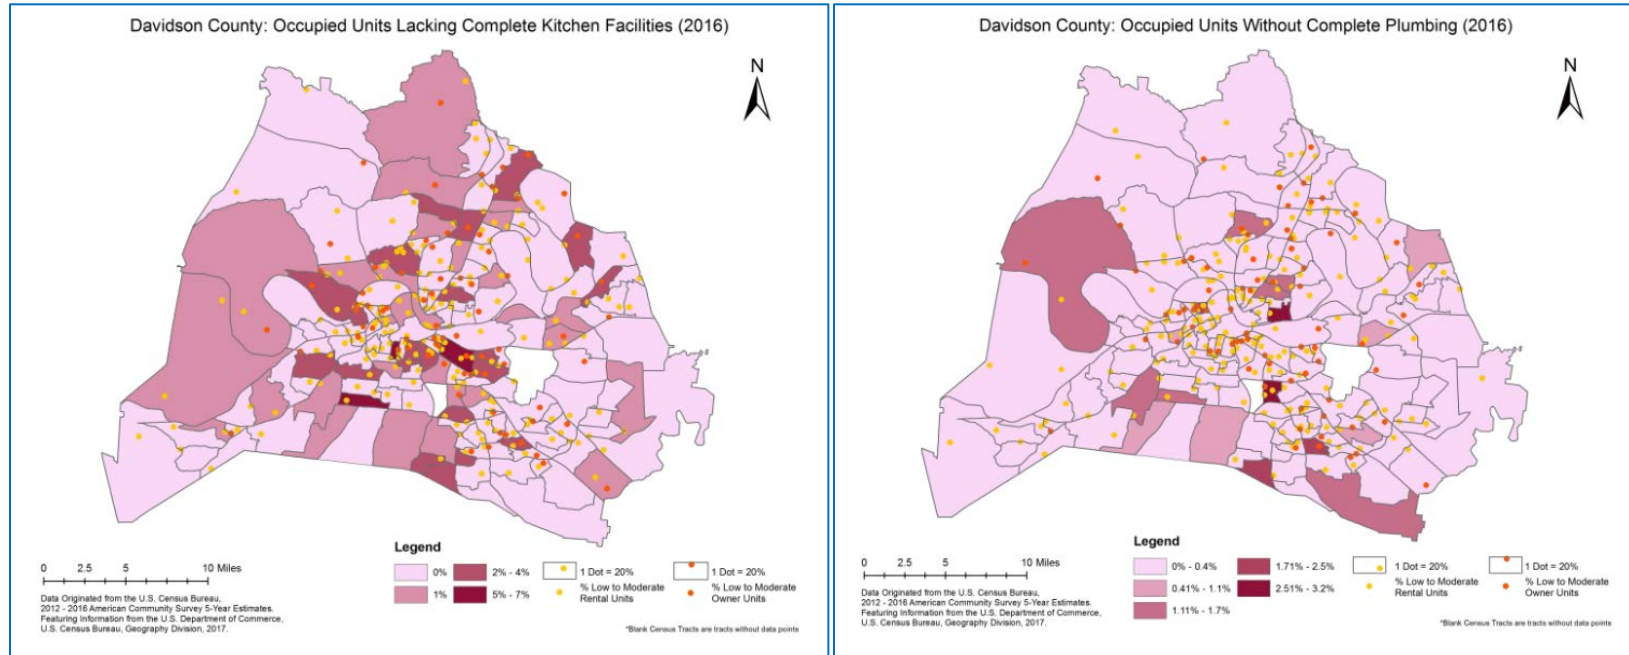 Davidson County: Occupied Units Lacking Complete Kitchen Facilities (2016)
N
Legend
0%
2% - 4%
1 Dot = 20%
1 Dot = 20%
1%
5% - 7%
% Low to Moderate
Rental Units
% Low to Moderate
Owner Units
0 2.5 5 10 Miles
Data Originated from the U.S. Census Bureau,
2012 - 2016 American Community Survey 5-Year Estimates.
Featuring Information from the U.S. Department of Commerce,
U.S. Census Bureau, Geography Division, 2017.
*Blank Census Tracts are tracts without data points
Davidson County: Occupied Units Without Complete Plumbing (2016)
N
Legend
0% - 0.4%
1.71% - 2.5%
1 Dot = 20%
1 Dot = 20%
0.41% - 1.1%
2.51% - 3.2%
% Low to Moderate
Rental Units
% Low to Moderate
Owner Units
1.11% - 1.7%
0 2.5 5 10 Miles
Data Originated from the U.S. Census Bureau,
2012 - 2016 American Community Survey 5-Year Estimates.
Featuring Information from the U.S. Department of Commerce,
U.S. Census Bureau, Geography Division, 2017.
*Blank Census Tracts are tracts without data points